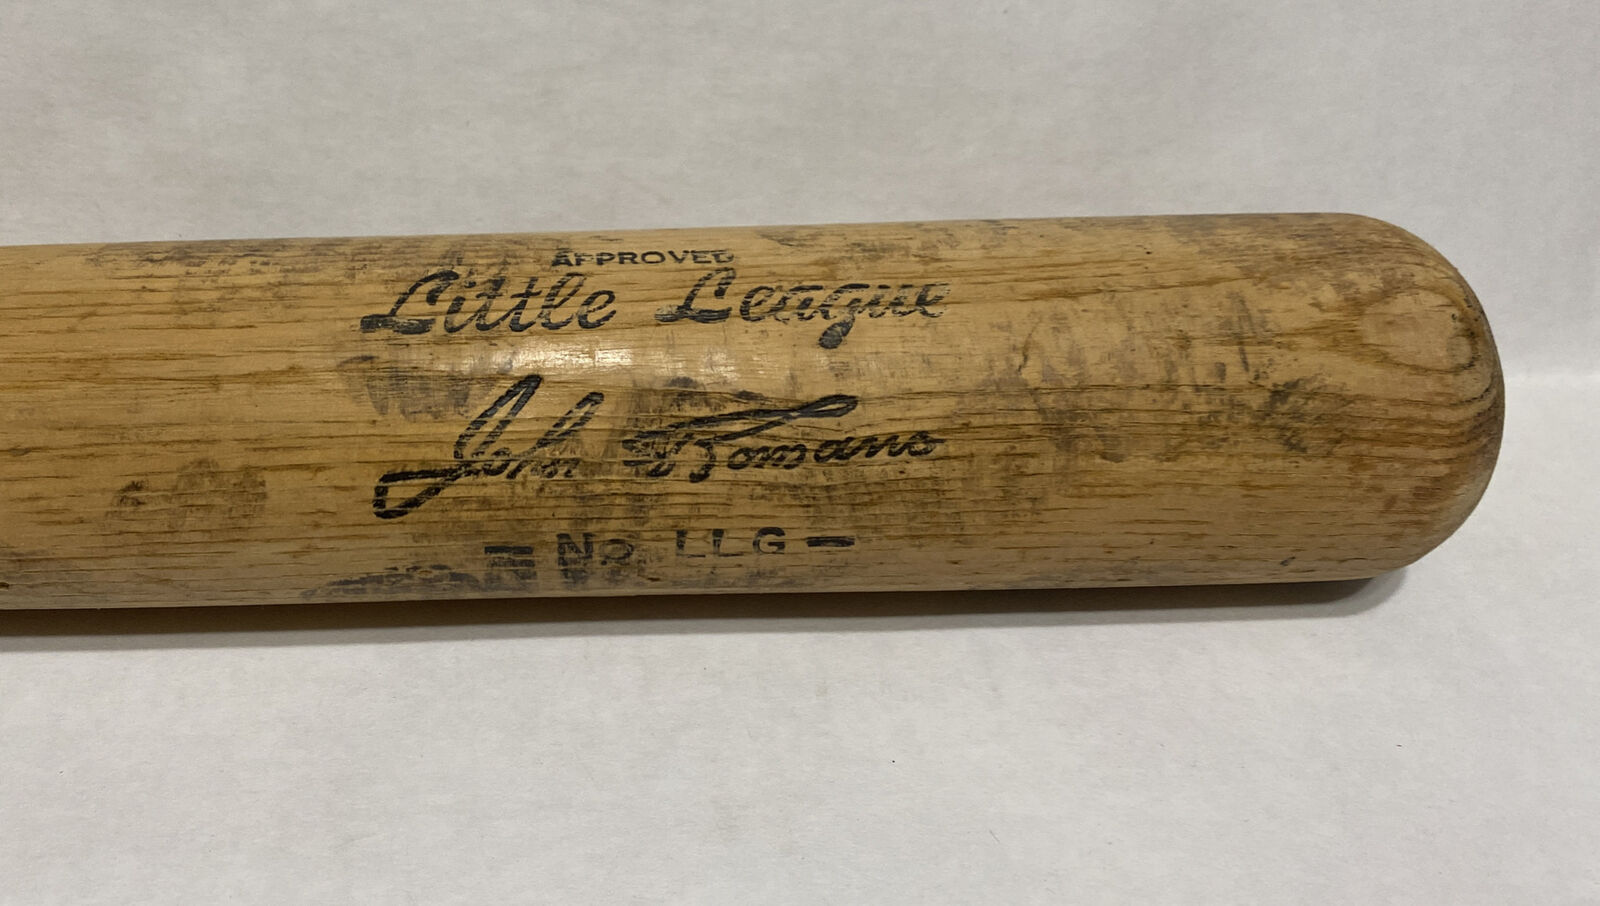 APPROVED
Little League
John Romano
= No LLG -